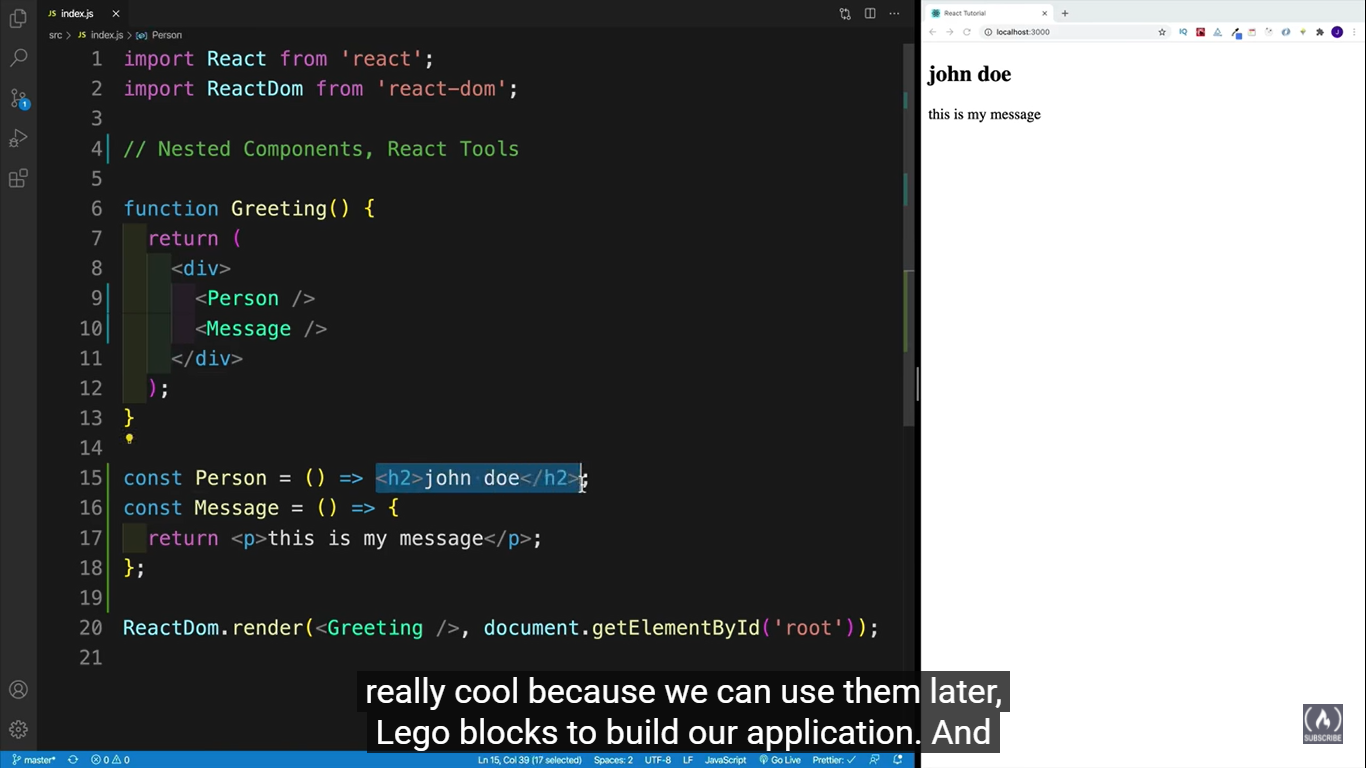 JS index.js
src > JS index.js > Person
1 import React from 'react';
2 import ReactDom from 'react-dom';
3
4 // Nested Components, React Tools
5
6 function Greeting() {
7 return (
8 <div>
9 <Person />
10 <Message />
11 </div>
12 );
13 }
14
15 const Person = () => <h2>john doe</h2>;
16 const Message = () => {
17 return <p>this is my message</p>;
18 };
19
20 ReactDom.render(<Greeting />, document.getElementById('root'));
21
1
master*
0 0
Ln 15, Col 39 (17 selected)
Spaces: 2
UTF-8
LF
JavaScript
Go Live
Prettier: ✓
React Tutorial
localhost:3000
IQ
J
john doe
this is my message
really cool because we can use them later,
Lego blocks to build our application. And
SUBSCRIBE